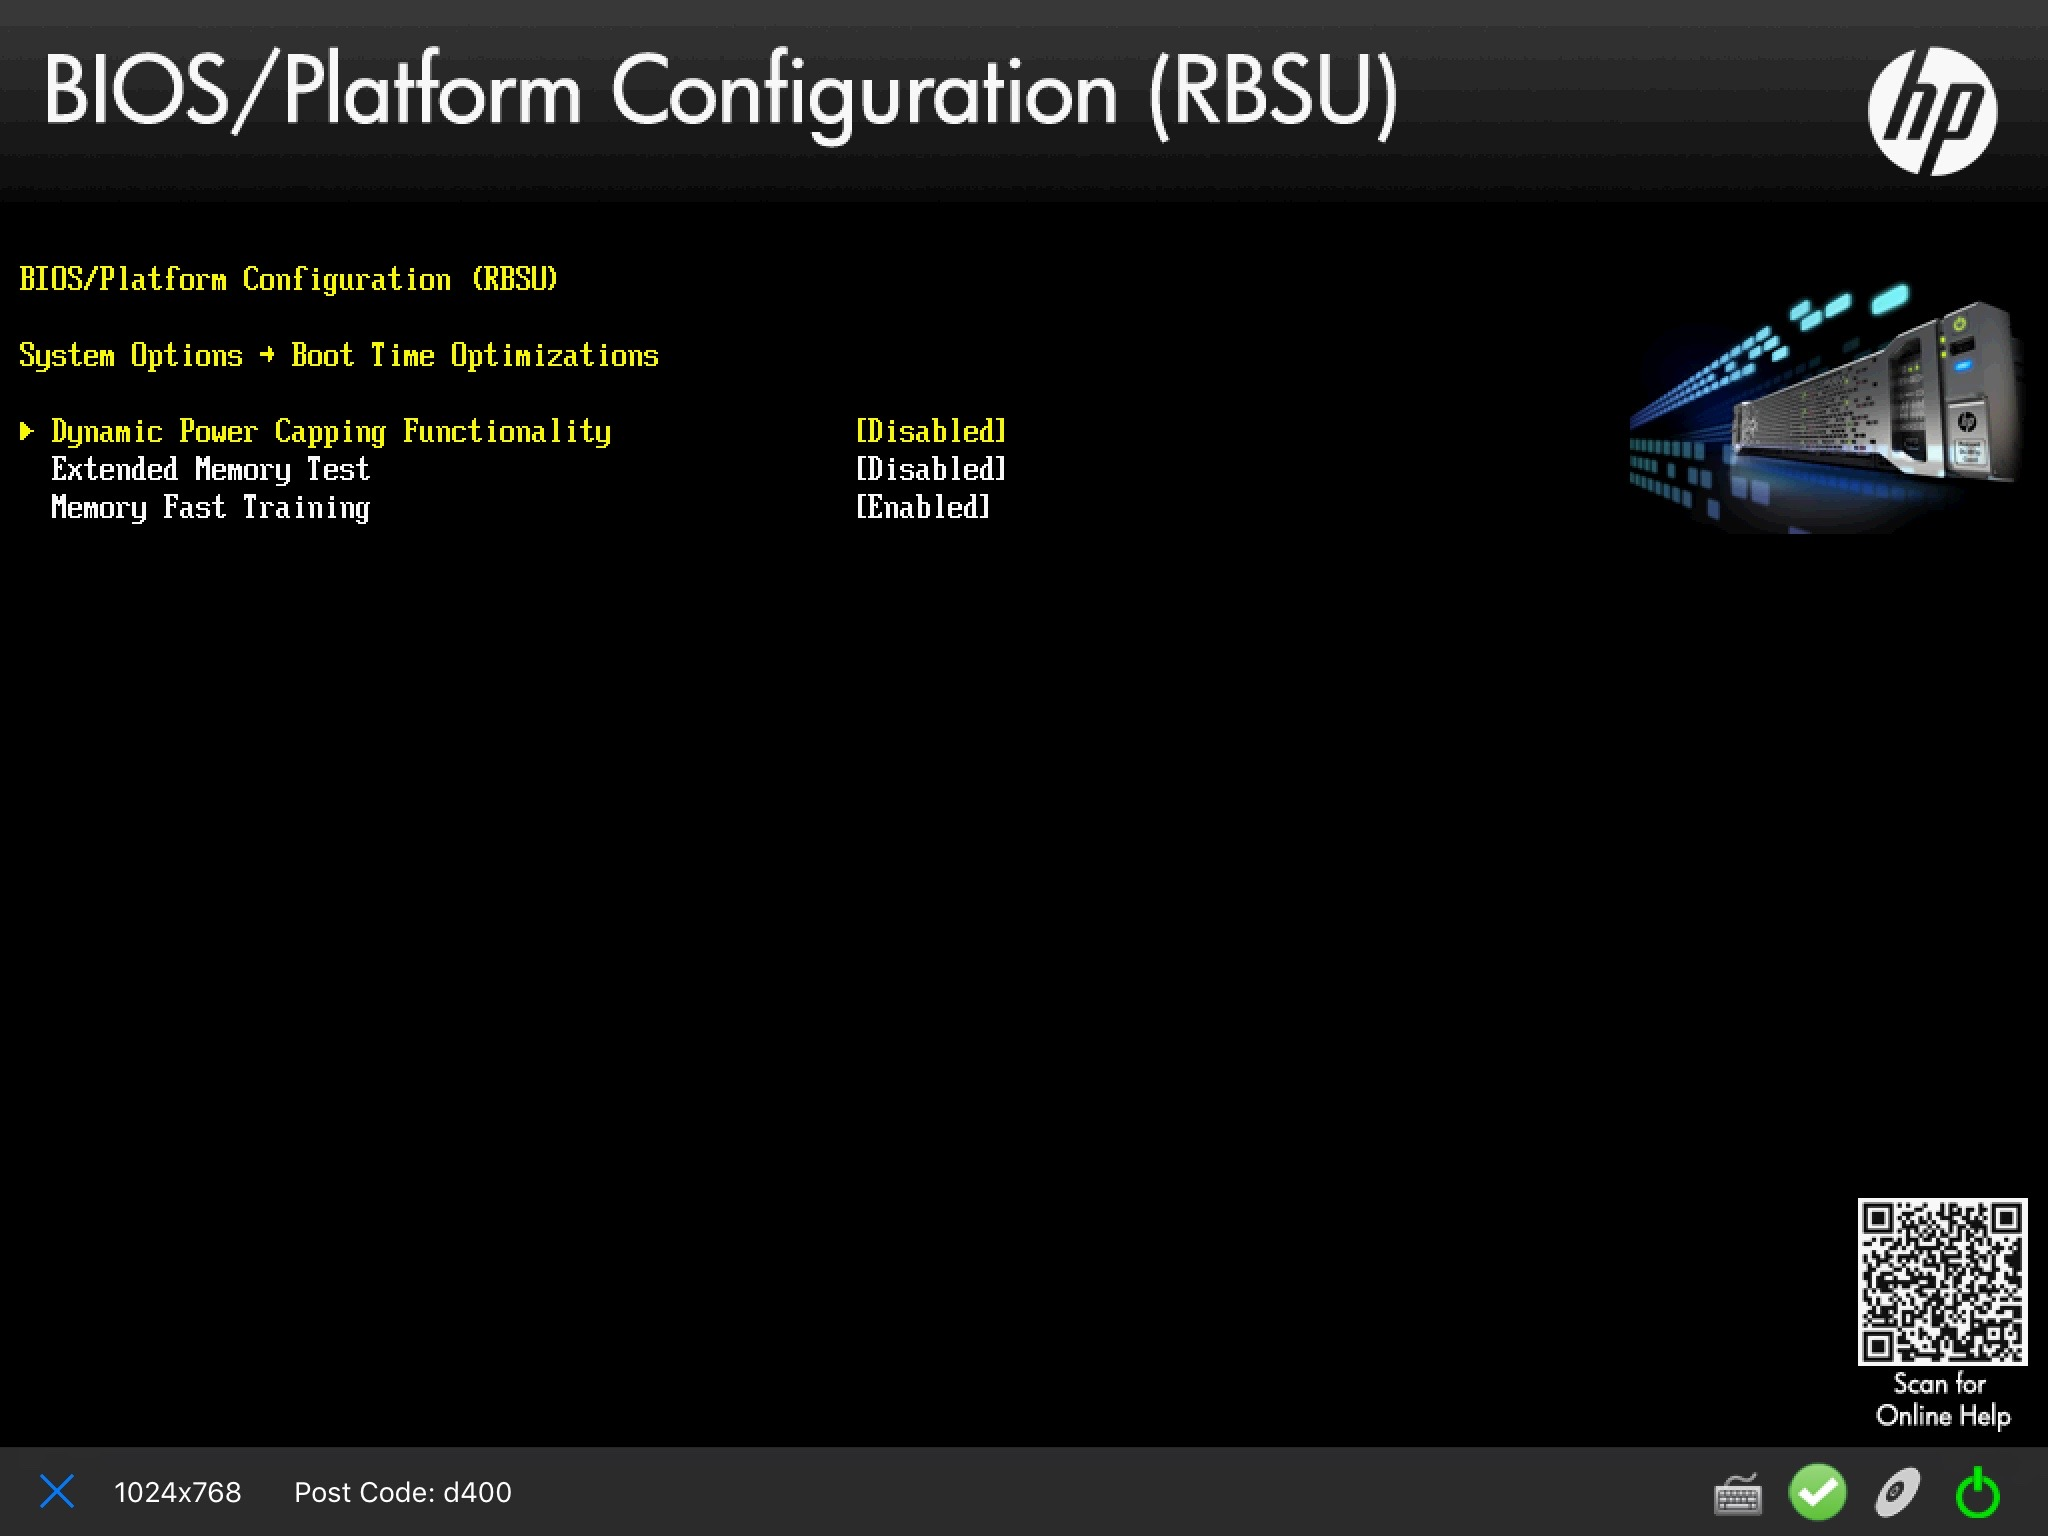 BIOS/Platform Configuration (RBSU)
hp
BIOS/Platform Configuration (RBSU)
System Options → Boot Time Optimizations
Dynamic Power Capping Functionality [Disabled]
Extended Memory Test [Disabled]
Memory Fast Training [Enabled]
Scan for
Online Help
1024x768 Post Code: d400